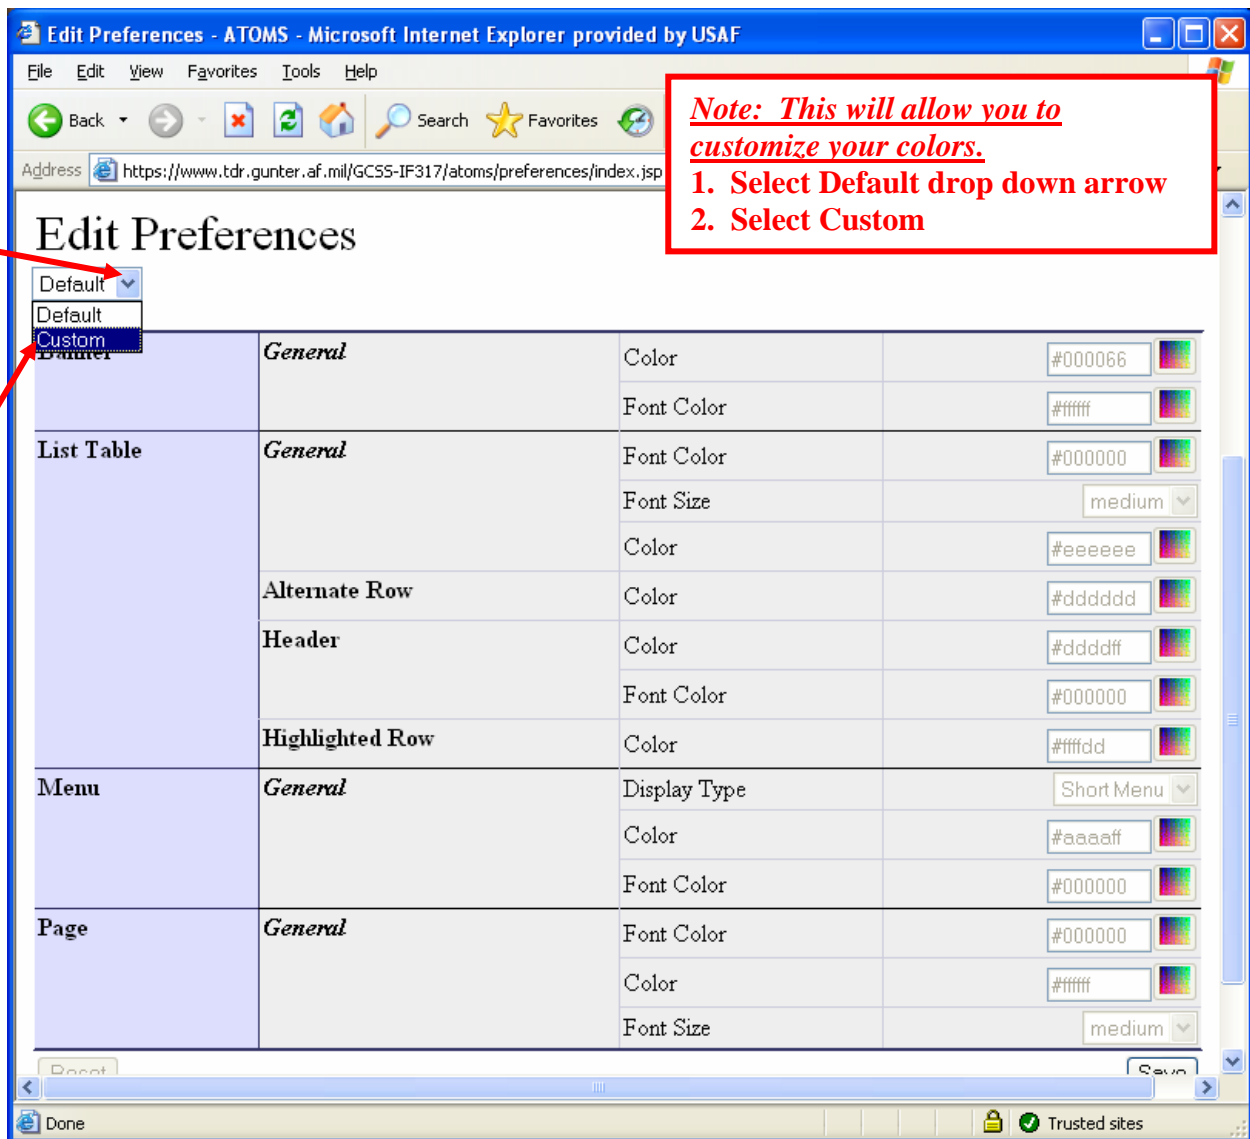 Edit Preferences - ATOMS - Microsoft Internet Explorer provided by USAF
File Edit View Favorites Tools Help
Back Search Favorites
Note: This will allow you to
customize your colors.
1. Select Default drop down arrow
2. Select Custom
Address https://www.tdr.gunter.af.mil/GCSS-IF317/atoms/preferences/index.jsp
Edit Preferences
Default
Default
Custom
Banner General Color #000066
Font Color #ffffff
List Table General Font Color #000000
Font Size medium
Color #eeeeee
Alternate Row Color #dddddd
Header Color #ddddff
Font Color #000000
Highlighted Row Color #ffffdd
Menu General Display Type Short Menu
Color #aaaaff
Font Color #000000
Page General Font Color #000000
Color #ffffff
Font Size medium
Reset Save
Done Trusted sites